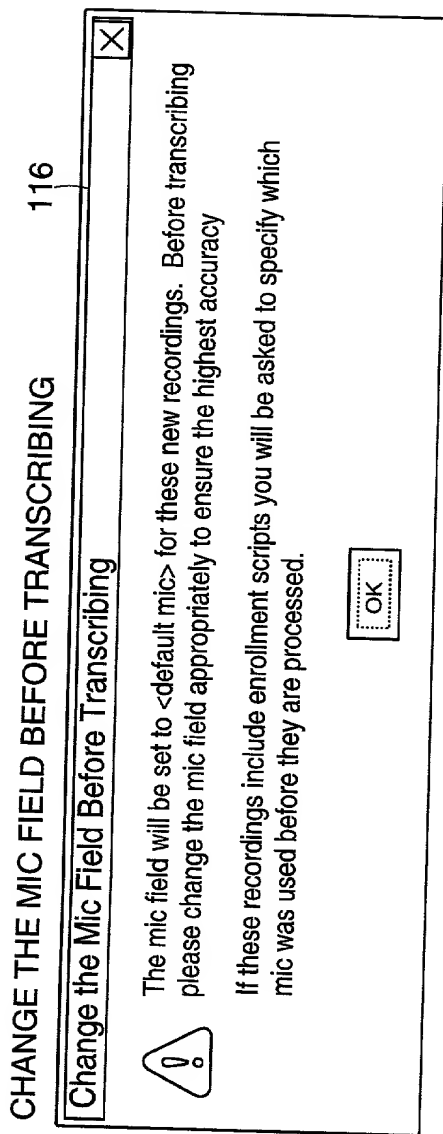 CHANGE THE MIC FIELD BEFORE TRANSCRIBING
116
Change the Mic Field Before Transcribing
The mic field will be set to <default mic> for these new recordings. Before transcribing
please change the mic field appropriately to ensure the highest accuracy
If these recordings include enrollment scripts you will be asked to specify which
mic was used before they are processed.
OK